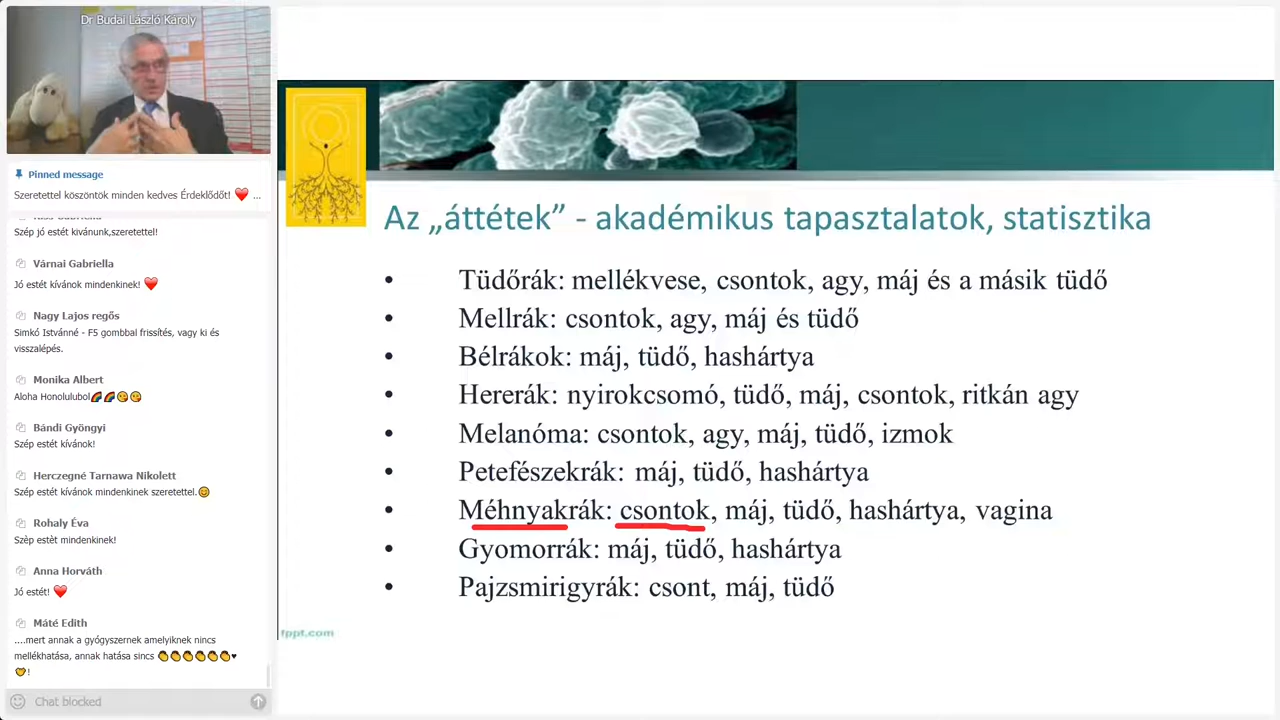 Dr Budai László Károly
Pinned message
Szeretettel köszöntök minden kedves Érdeklődőt! ❤️ ...
Kiss Gabriella
Szép jó estét kivánunk,szeretettel!
Várnai Gabriella
Jó estét kívánok mindenkinek! ❤️
Nagy Lajos regős
Simkó Istvánné - F5 gombbal frissítés, vagy ki és
visszalépés.
Monika Albert
Aloha Honolulubol🌈🌈😘😘
Bándi Gyöngyi
Szép estét kívánok!
Herczegné Tarnawa Nikolett
Szép estét kívánok mindenkinek szeretettel.😊
Rohaly Éva
Szèp estèt mindenkinek!
Anna Horváth
Jó estét! ❤️
Máté Edith
....mert annak a gyógyszernek amelyiknek nincs
mellékhatása, annak hatása sincs 👏👏👏👏👏👏♥
!
Chat blocked
Az „áttétek” - akadémikus tapasztalatok, statisztika
• Tüdőrák: mellékvese, csontok, agy, máj és a másik tüdő
• Mellrák: csontok, agy, máj és tüdő
• Bélrákok: máj, tüdő, hashártya
• Hererák: nyirokcsomó, tüdő, máj, csontok, ritkán agy
• Melanóma: csontok, agy, máj, tüdő, izmok
• Petefészekrák: máj, tüdő, hashártya
• Méhnyakrák: csontok, máj, tüdő, hashártya, vagina
• Gyomorrák: máj, tüdő, hashártya
• Pajzsmirigyrák: csont, máj, tüdő
fppt.com